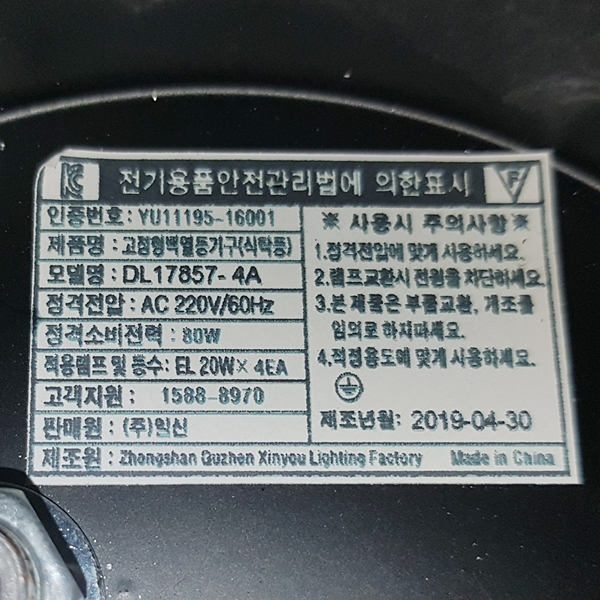 전기용품안전관리법에 의한표시
F
인증번호: YU11195-16001
제품명: 고정형백열등기구(식탁등)
모델명: DL17857-4A
정격전압: AC 220V/60Hz
정격소비전력: 80W
적용램프 및 등수: EL 20W× 4EA
고객지원: 1588-8970
판매원: (주)일신
※ 사용시 주의사항 ※
1.정격전압에 맞게 사용하세요.
2.램프교환시 전원을 차단하세요.
3.본 제품은 부품교환, 개조를
임의로 하지마세요.
4.적정용도에 맞게 사용하세요.
제조년월: 2019-04-30
제조원: Zhongshan Guzhen Xinyou Lighting Factory Made in China